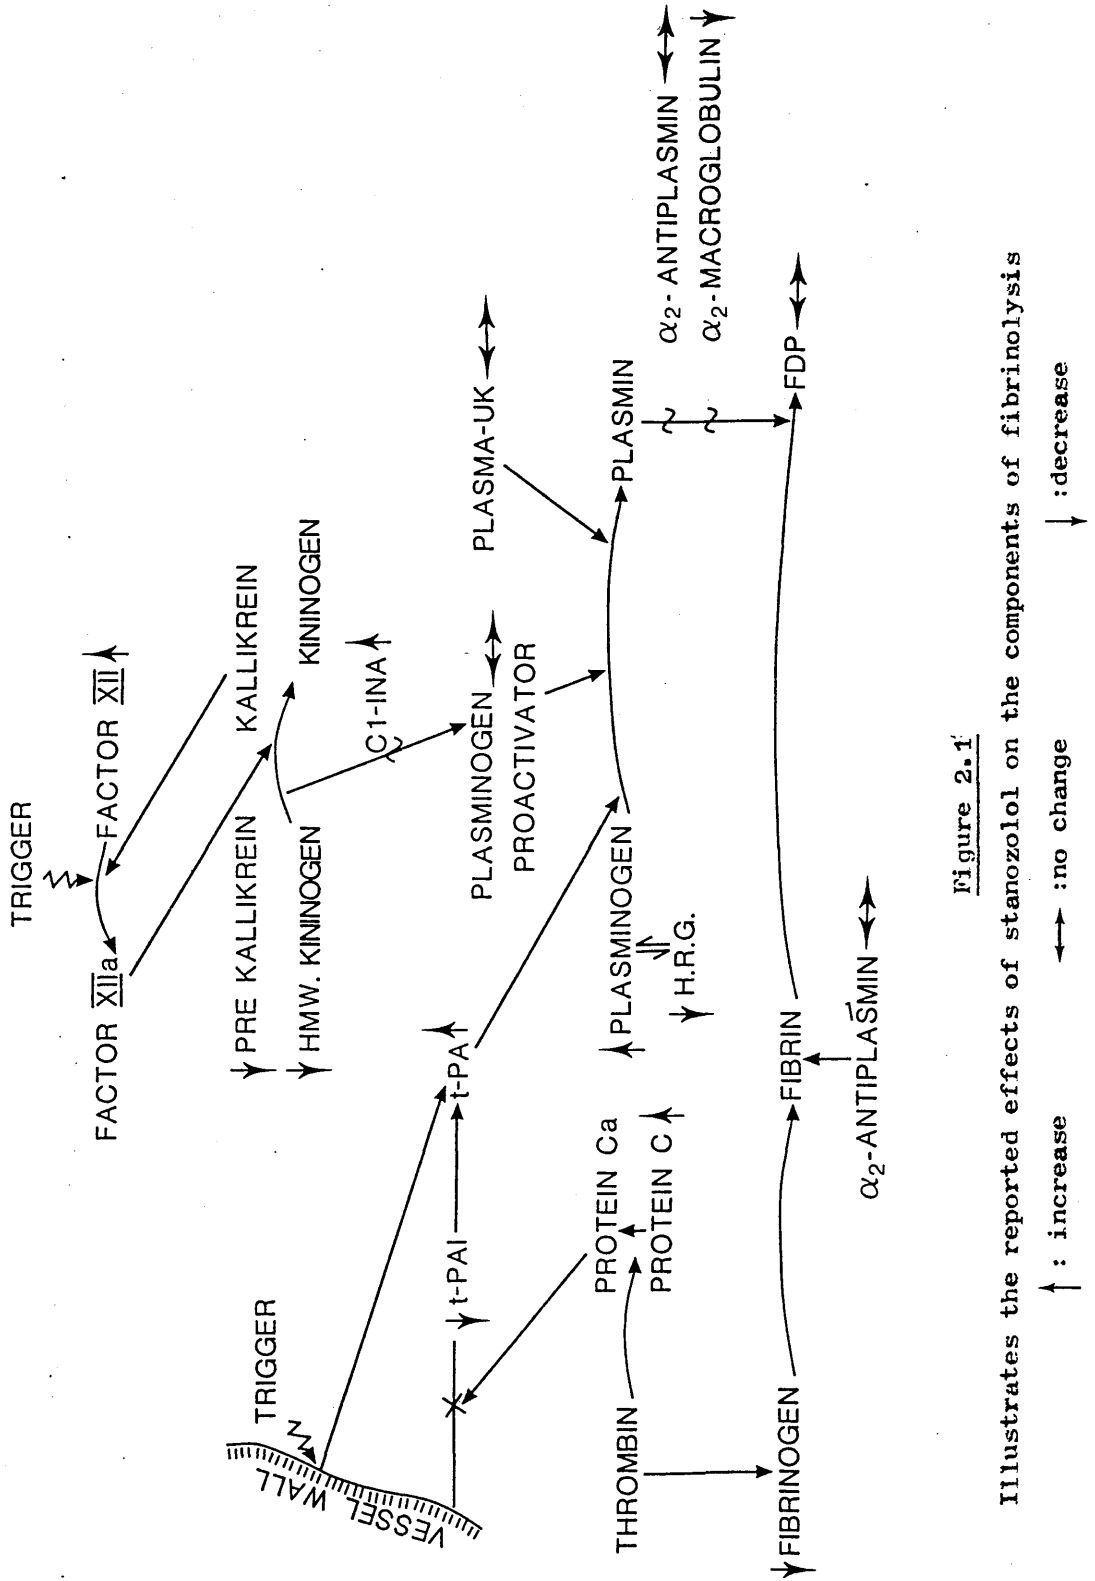 TRIGGER
FACTOR XIIa
FACTOR XII
PRE KALLIKREIN
KALLIKREIN
HMW. KININOGEN
KININOGEN
C1-INA
TRIGGER
VESSEL WALL
t-PAI
t-PA
PLASMINOGEN
PROACTIVATOR
PLASMA-UK
THROMBIN
PROTEIN Ca
PROTEIN C
PLASMINOGEN
H.R.G.
PLASMIN
α2-ANTIPLASMIN
α2-MACROGLOBULIN
FIBRINOGEN
FIBRIN
FDP
α2-ANTIPLASMIN
Figure 2.1
Illustrates the reported effects of stanozolol on the components of fibrinolysis
↑ : increase
↔ :no change
↓ :decrease